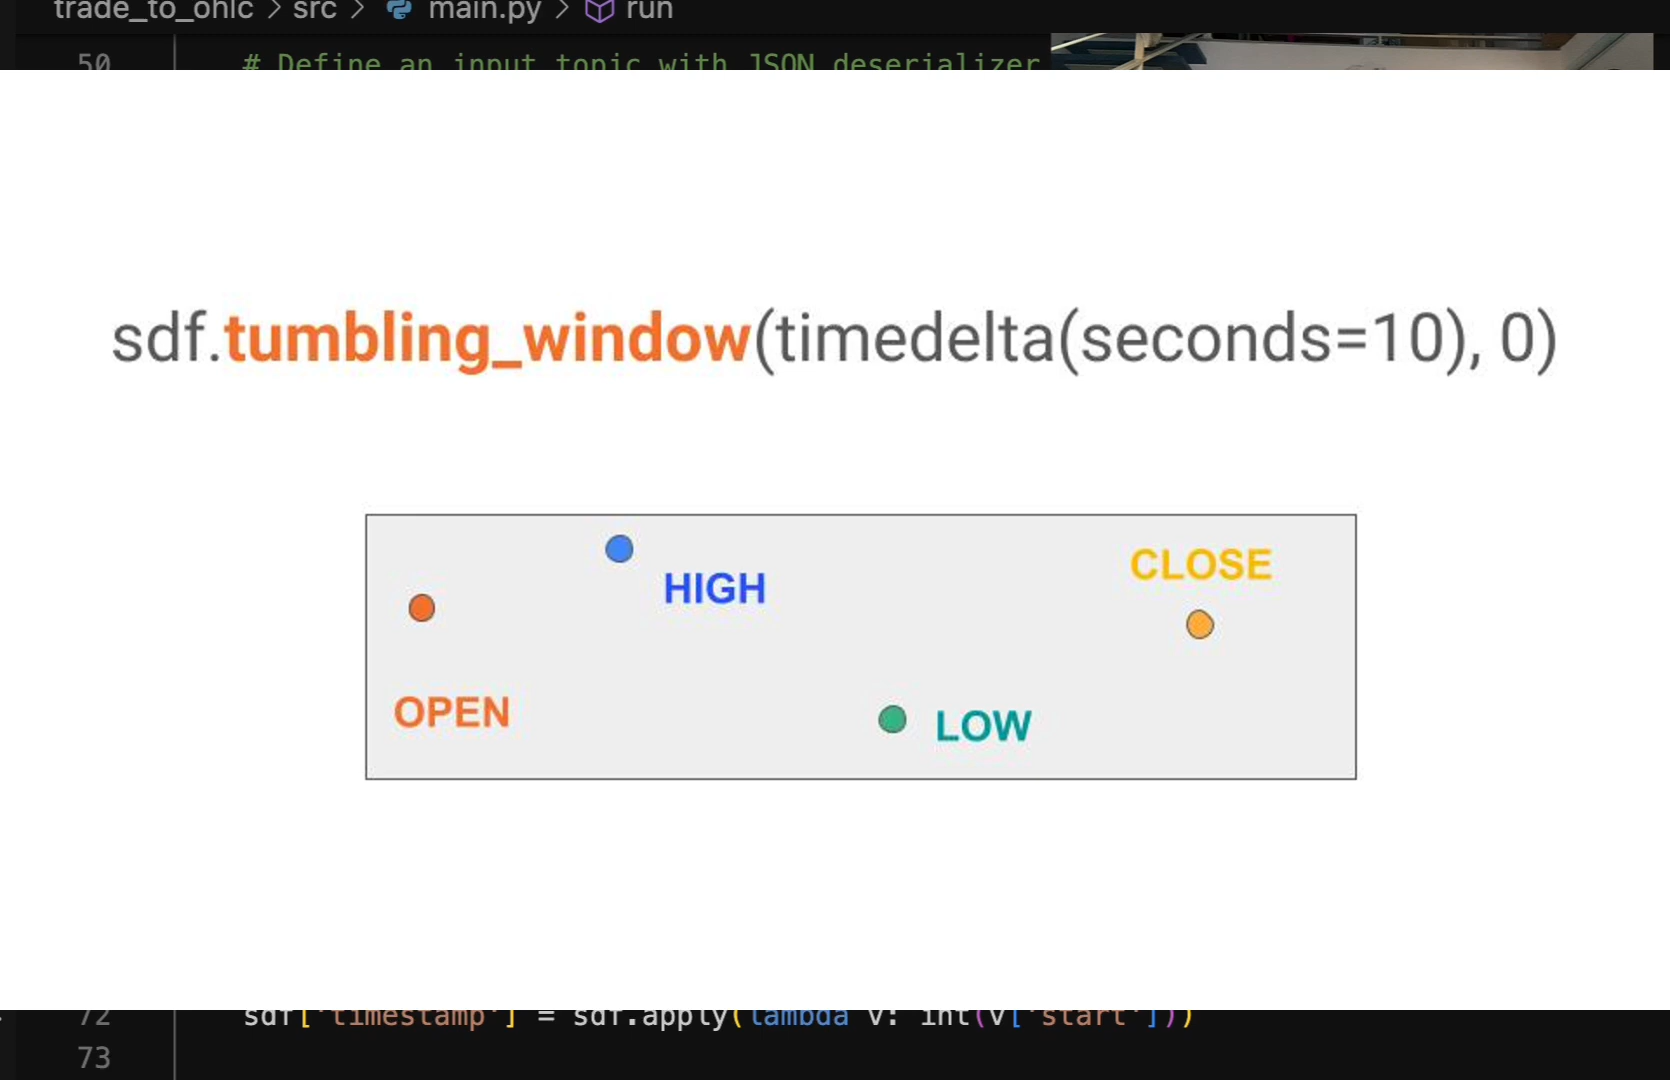 trade_to_ohlc > src > main.py > run
50 # Define an input topic with JSON deserializer
sdf.tumbling_window(timedelta(seconds=10), 0)
HIGH
CLOSE
OPEN
LOW
72 sdf['timestamp'] = sdf.apply(lambda v: int(v['start']))
73